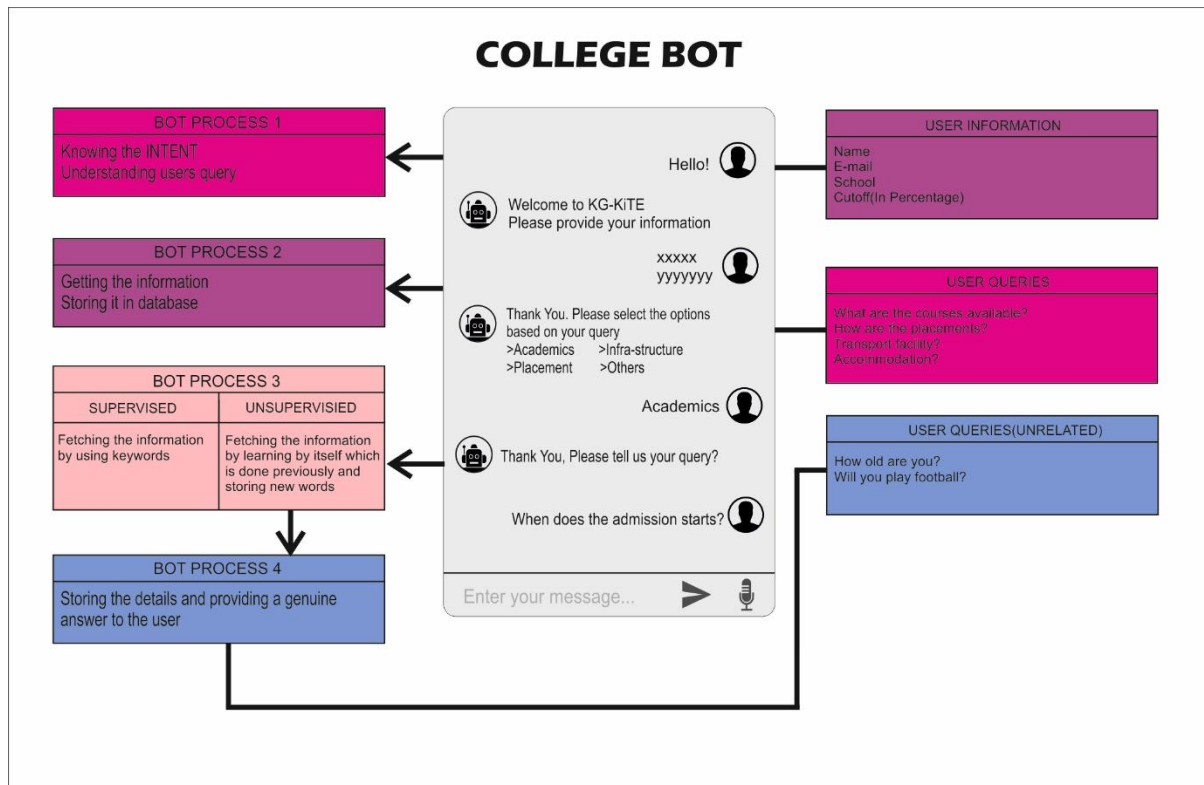 COLLEGE BOT
BOT PROCESS 1
Knowing the INTENT
Understanding users query
BOT PROCESS 2
Getting the information
Storing it in database
BOT PROCESS 3
SUPERVISED
Fetching the information
by using keywords
UNSUPERVISIED
Fetching the information
by learning by itself which
is done previously and
storing new words
BOT PROCESS 4
Storing the details and providing a genuine
answer to the user
Hello!
Welcome to KG-KiTE
Please provide your information
xxxxx
yyyyyyy
Thank You. Please select the options
based on your query
>Academics >Infra-structure
>Placement >Others
Academics
Thank You, Please tell us your query?
When does the admission starts?
Enter your message...
USER INFORMATION
Name
E-mail
School
Cutoff(In Percentage)
USER QUERIES
What are the courses available?
How are the placements?
Transport facility?
Accommodation?
USER QUERIES(UNRELATED)
How old are you?
Will you play football?